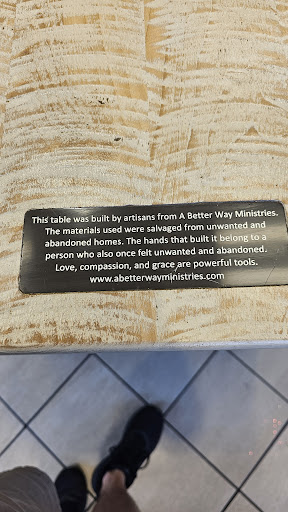 This table was built by artisans from A Better Way Ministries.
The materials used were salvaged from unwanted and
abandoned homes. The hands that built it belong to a
person who also once felt unwanted and abandoned.
Love, compassion, and grace are powerful tools.
www.abetterwayministries.com